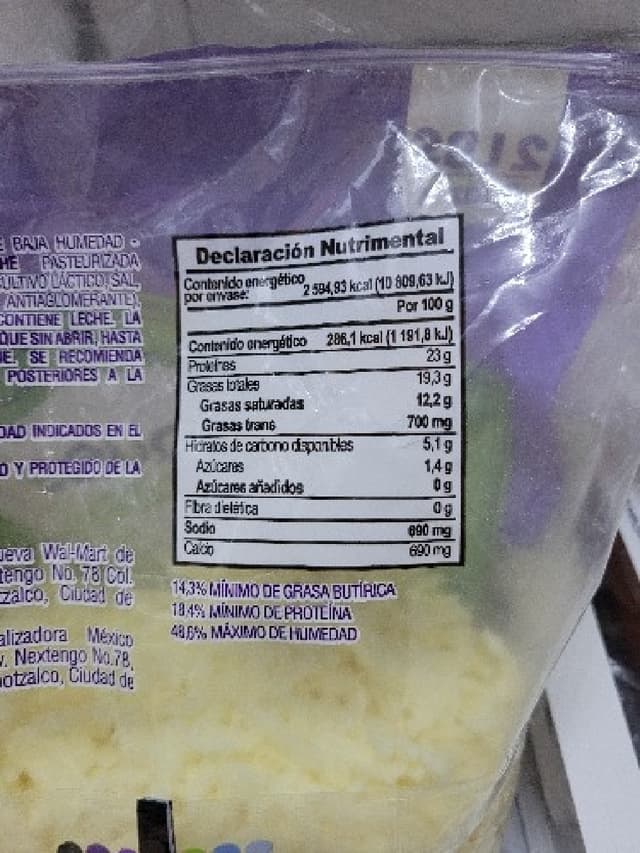 E BAJA HUMEDAD -
HE PASTEURIZADA
CULTIVO LÁCTICO, SAL,
ANTIAGLOMERANTE).
CONTIENE LECHE. LA
QUE SIN ABRIR, HASTA
UE. SE RECOMIENDA
POSTERIORES A LA
DAD INDICADOS EN EL
O Y PROTEGIDO DE LA
ueva Wal-Mart de
tengo No. 78 Col.
zalco, Ciudad de
alizadora México
v. Nextengo No.78,
potzalco, Ciudad de
Declaración Nutrimental
Contenido energético
por envase: 2 594,93 kcal (10 809,63 kJ)
Por 100 g
Contenido energético 286,1 kcal (1 191,8 kJ)
Proteínas 23 g
Grasas totales 19,3 g
Grasas saturadas 12,2 g
Grasas trans 700 mg
Hidratos de carbono disponibles 5,1 g
Azúcares 1,4 g
Azúcares añadidos 0 g
Fibra dietética 0 g
Sodio 690 mg
Calcio 690 mg
14,3% MÍNIMO DE GRASA BUTÍRICA
18,4% MÍNIMO DE PROTEÍNA
48,6% MÁXIMO DE HUMEDAD